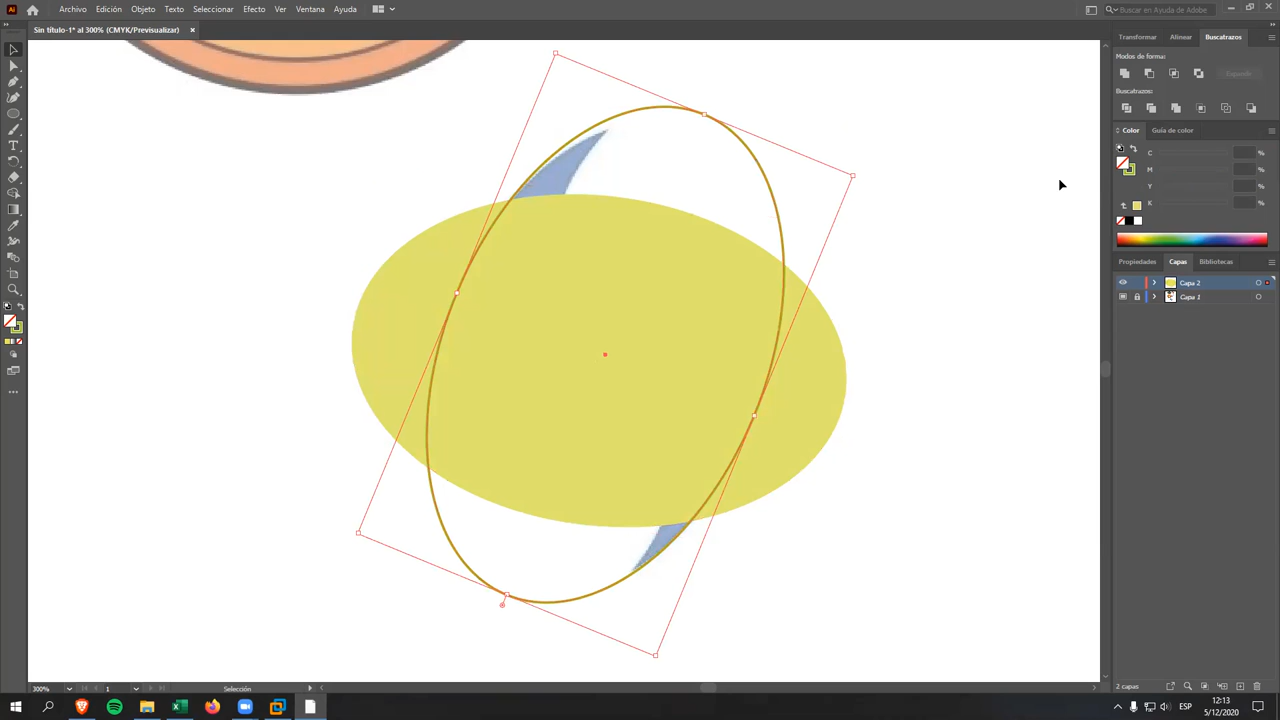 Ai Archivo Edición Objeto Texto Seleccionar Efecto Ver Ventana Ayuda Buscar en Ayuda de Adobe
Sin título-1* al 300% (CMYK/Previsualizar) ×
Transformar Alinear Buscatrazos
Modos de forma:
Expandir
Buscatrazos:
Color Guía de color
C %
M %
Y %
K %
Propiedades Capas Bibliotecas
Capa 2
Capa 1
300% 1 Selección 2 capas
ESP 12:13
5/12/2020